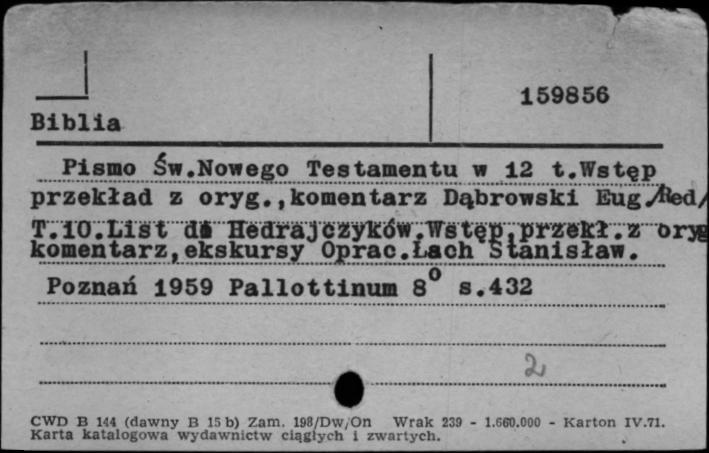 159856
Biblia
Pismo Św.Nowego Testamentu w 12 t.Wstęp
przekład z oryg.,komentarz Dąbrowski Eug./Red/
T.10.List do Hedrajczyków.Wstęp,przekł.z oryg
komentarz,ekskursy Oprac.Łach Stanisław.
Poznań 1959 Pallottinum 8° s.432
2
CWD B 144 (dawny B 15 b) Zam. 198/Dw/On Wrak 239 - 1.660.000 - Karton IV.71.
Karta katalogowa wydawnictw ciągłych i zwartych.